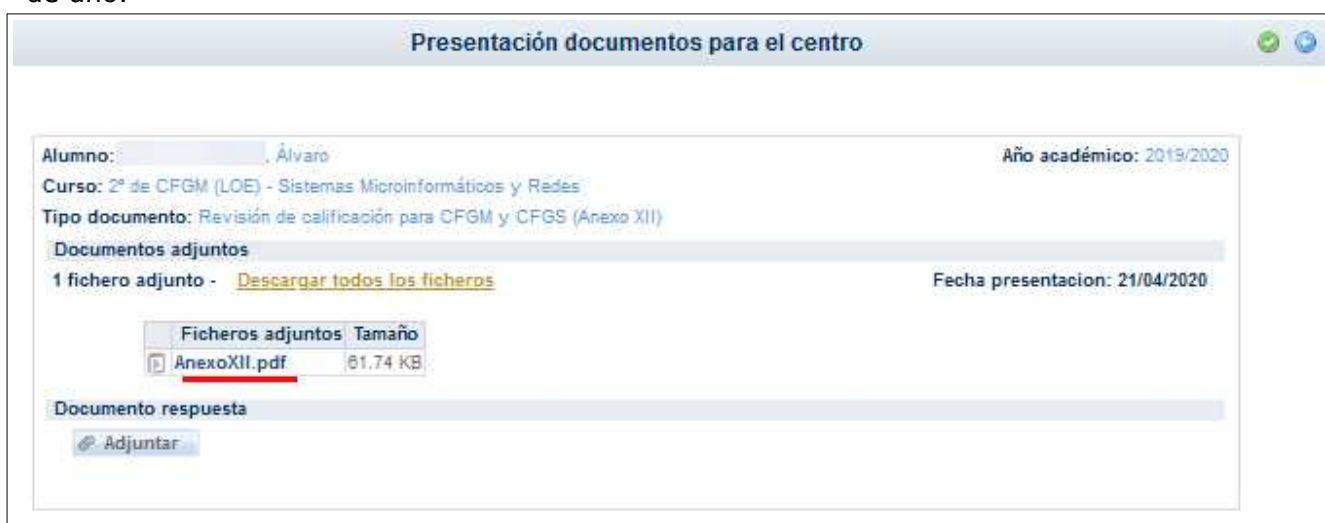 de año.
Presentación documentos para el centro
Alumno: , Álvaro Año académico: 2019/2020
Curso: 2º de CFGM (LOE) - Sistemas Microinformáticos y Redes
Tipo documento: Revisión de calificación para CFGM y CFGS (Anexo XII)
Documentos adjuntos
1 fichero adjunto - Descargar todos los ficheros Fecha presentacion: 21/04/2020
Ficheros adjuntos Tamaño
AnexoXII.pdf 61.74 KB
Documento respuesta
Adjuntar